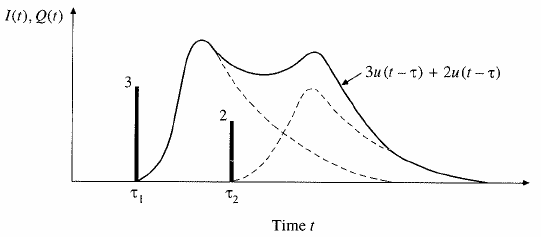 I(t), Q(t)
3u(t − τ) + 2u(t − τ)
3
2
τ₁
τ₂
Time t